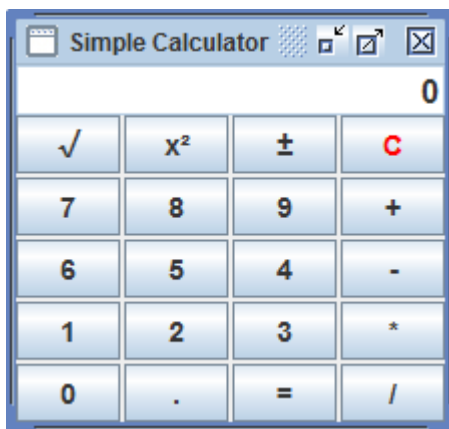 Simple Calculator
0
√ x² ± C
7 8 9 +
6 5 4 -
1 2 3 *
0 . = /